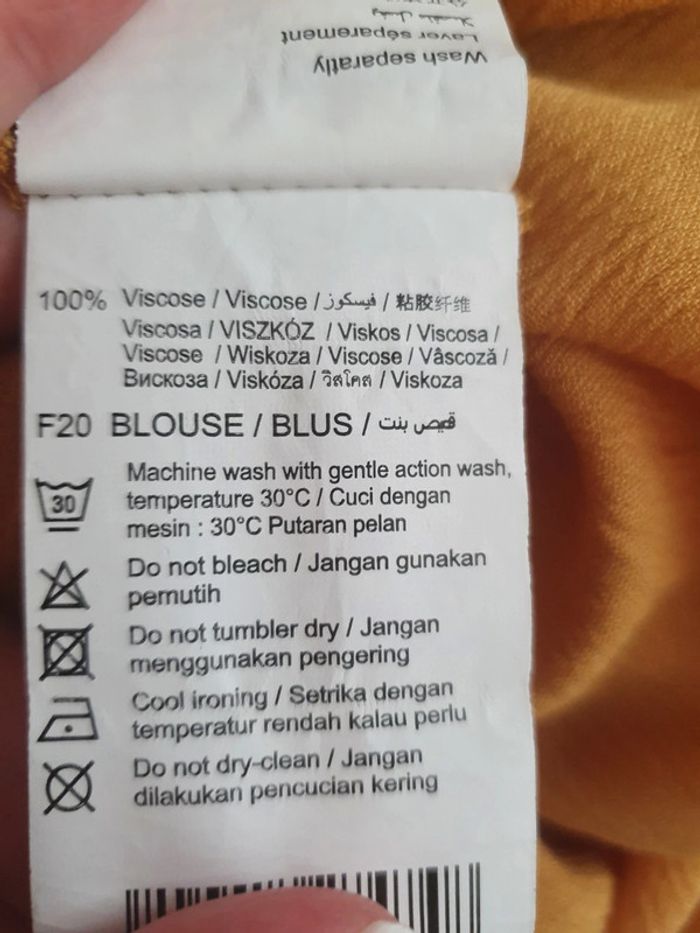 Wash separatly
Laver séparement
100% Viscose / Viscose / فيسكوز / 粘胶纤维
Viscosa / VISZKÓZ / Viskos / Viscosa /
Viscose / Wiskoza / Viscose / Vâscoză /
Вискоза / Viskóza / วิสโคส / Viskoza
F20 BLOUSE / BLUS / قميص بنت
30
Machine wash with gentle action wash,
temperature 30°C / Cuci dengan
mesin : 30°C Putaran pelan
Do not bleach / Jangan gunakan
pemutih
Do not tumbler dry / Jangan
menggunakan pengering
Cool ironing / Setrika dengan
temperatur rendah kalau perlu
Do not dry-clean / Jangan
dilakukan pencucian kering